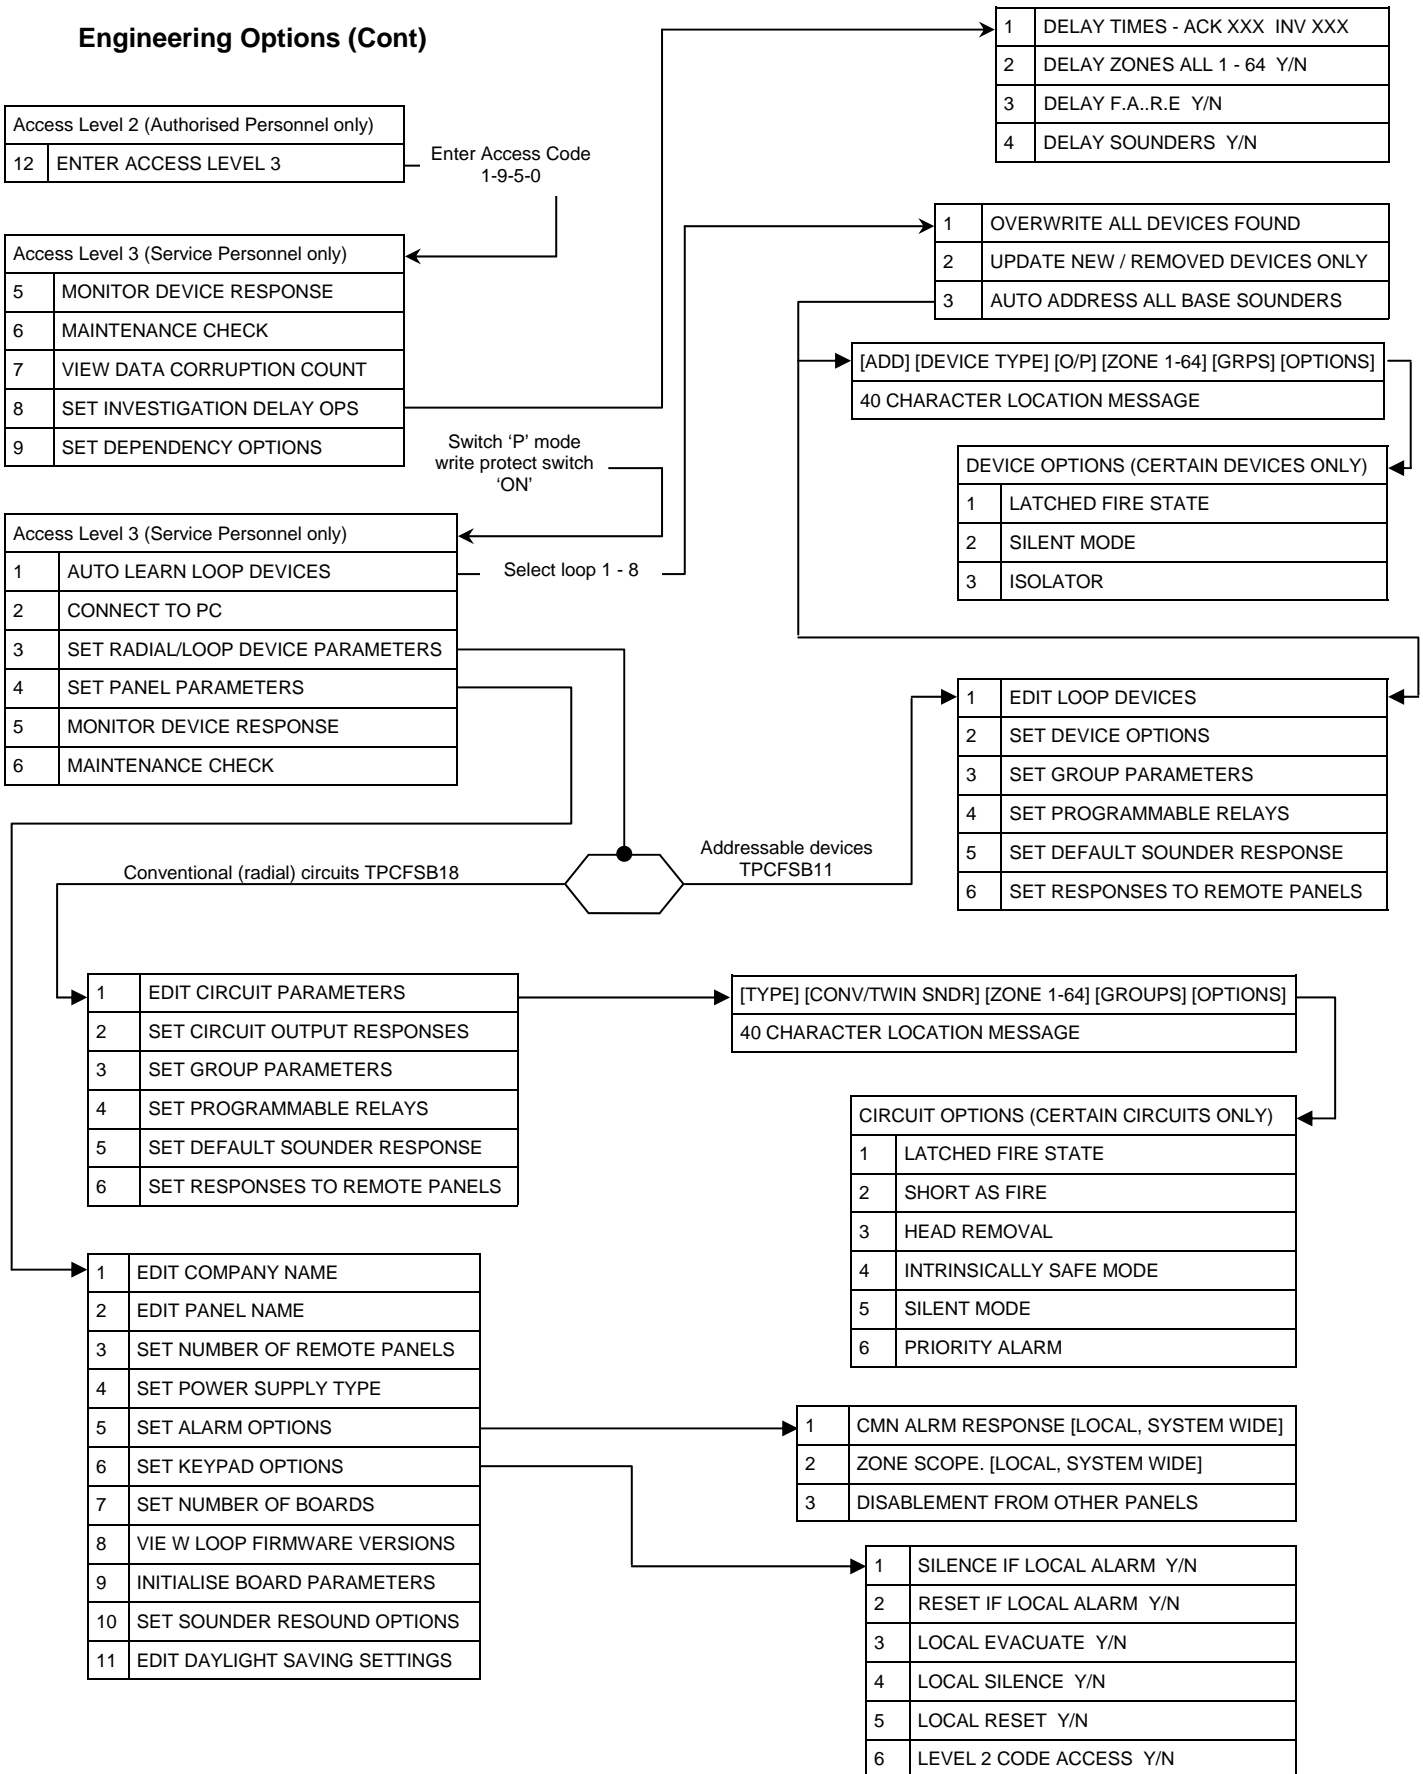 Engineering Options (Cont)
1 DELAY TIMES - ACK XXX INV XXX
2 DELAY ZONES ALL 1 - 64 Y/N
3 DELAY F.A..R.E Y/N
4 DELAY SOUNDERS Y/N
Access Level 2 (Authorised Personnel only)
12 ENTER ACCESS LEVEL 3
Enter Access Code
1-9-5-0
Access Level 3 (Service Personnel only)
5 MONITOR DEVICE RESPONSE
6 MAINTENANCE CHECK
7 VIEW DATA CORRUPTION COUNT
8 SET INVESTIGATION DELAY OPS
9 SET DEPENDENCY OPTIONS
1 OVERWRITE ALL DEVICES FOUND
2 UPDATE NEW / REMOVED DEVICES ONLY
3 AUTO ADDRESS ALL BASE SOUNDERS
[ADD] [DEVICE TYPE] [O/P] [ZONE 1-64] [GRPS] [OPTIONS]
40 CHARACTER LOCATION MESSAGE
Switch ‘P’ mode
write protect switch
‘ON’
DEVICE OPTIONS (CERTAIN DEVICES ONLY)
1 LATCHED FIRE STATE
2 SILENT MODE
3 ISOLATOR
Access Level 3 (Service Personnel only)
1 AUTO LEARN LOOP DEVICES
2 CONNECT TO PC
3 SET RADIAL/LOOP DEVICE PARAMETERS
4 SET PANEL PARAMETERS
5 MONITOR DEVICE RESPONSE
6 MAINTENANCE CHECK
Select loop 1 - 8
1 EDIT LOOP DEVICES
2 SET DEVICE OPTIONS
3 SET GROUP PARAMETERS
4 SET PROGRAMMABLE RELAYS
5 SET DEFAULT SOUNDER RESPONSE
6 SET RESPONSES TO REMOTE PANELS
Conventional (radial) circuits TPCFSB18
Addressable devices
TPCFSB11
1 EDIT CIRCUIT PARAMETERS
2 SET CIRCUIT OUTPUT RESPONSES
3 SET GROUP PARAMETERS
4 SET PROGRAMMABLE RELAYS
5 SET DEFAULT SOUNDER RESPONSE
6 SET RESPONSES TO REMOTE PANELS
[TYPE] [CONV/TWIN SNDR] [ZONE 1-64] [GROUPS] [OPTIONS]
40 CHARACTER LOCATION MESSAGE
CIRCUIT OPTIONS (CERTAIN CIRCUITS ONLY)
1 LATCHED FIRE STATE
2 SHORT AS FIRE
3 HEAD REMOVAL
4 INTRINSICALLY SAFE MODE
5 SILENT MODE
6 PRIORITY ALARM
1 EDIT COMPANY NAME
2 EDIT PANEL NAME
3 SET NUMBER OF REMOTE PANELS
4 SET POWER SUPPLY TYPE
5 SET ALARM OPTIONS
6 SET KEYPAD OPTIONS
7 SET NUMBER OF BOARDS
8 VIE W LOOP FIRMWARE VERSIONS
9 INITIALISE BOARD PARAMETERS
10 SET SOUNDER RESOUND OPTIONS
11 EDIT DAYLIGHT SAVING SETTINGS
1 CMN ALRM RESPONSE [LOCAL, SYSTEM WIDE]
2 ZONE SCOPE. [LOCAL, SYSTEM WIDE]
3 DISABLEMENT FROM OTHER PANELS
1 SILENCE IF LOCAL ALARM Y/N
2 RESET IF LOCAL ALARM Y/N
3 LOCAL EVACUATE Y/N
4 LOCAL SILENCE Y/N
5 LOCAL RESET Y/N
6 LEVEL 2 CODE ACCESS Y/N